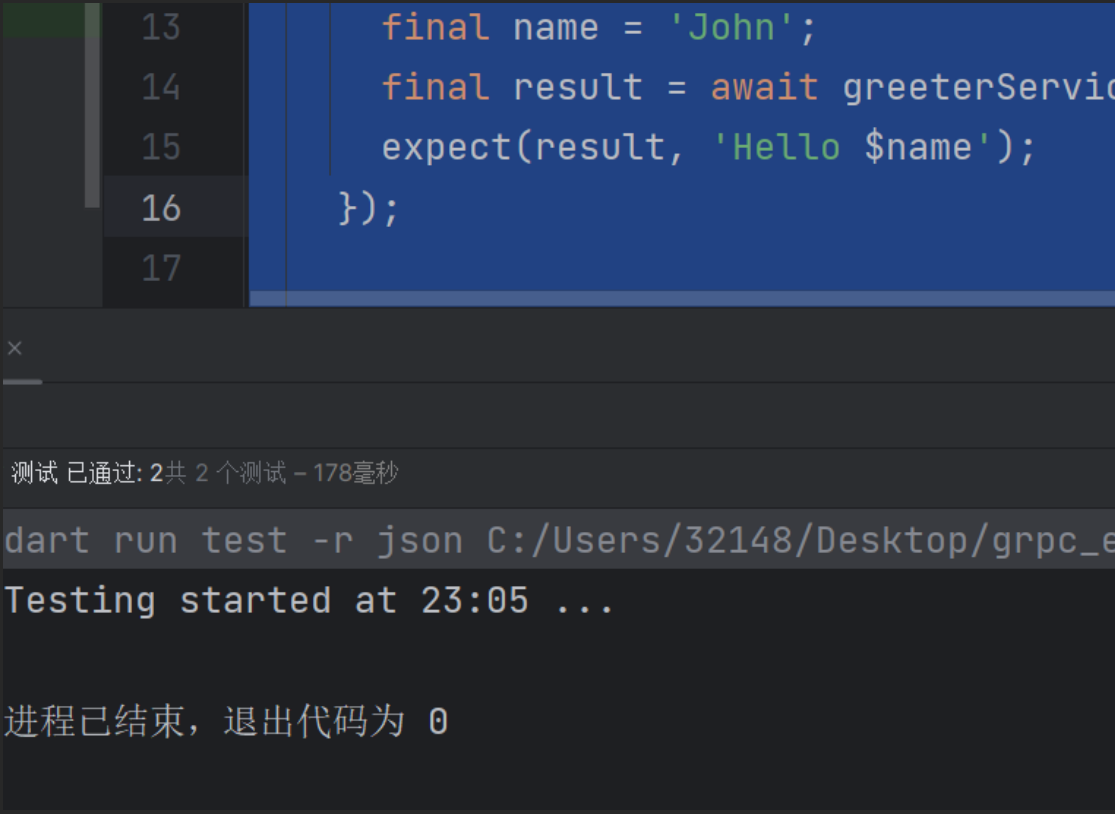 13 final name = 'John';
14 final result = await greeterServic
15 expect(result, 'Hello $name');
16 });
17
×
测试 已通过: 2共 2 个测试 – 178毫秒
dart run test -r json C:/Users/32148/Desktop/grpc_e
Testing started at 23:05 ...
进程已结束，退出代码为 0